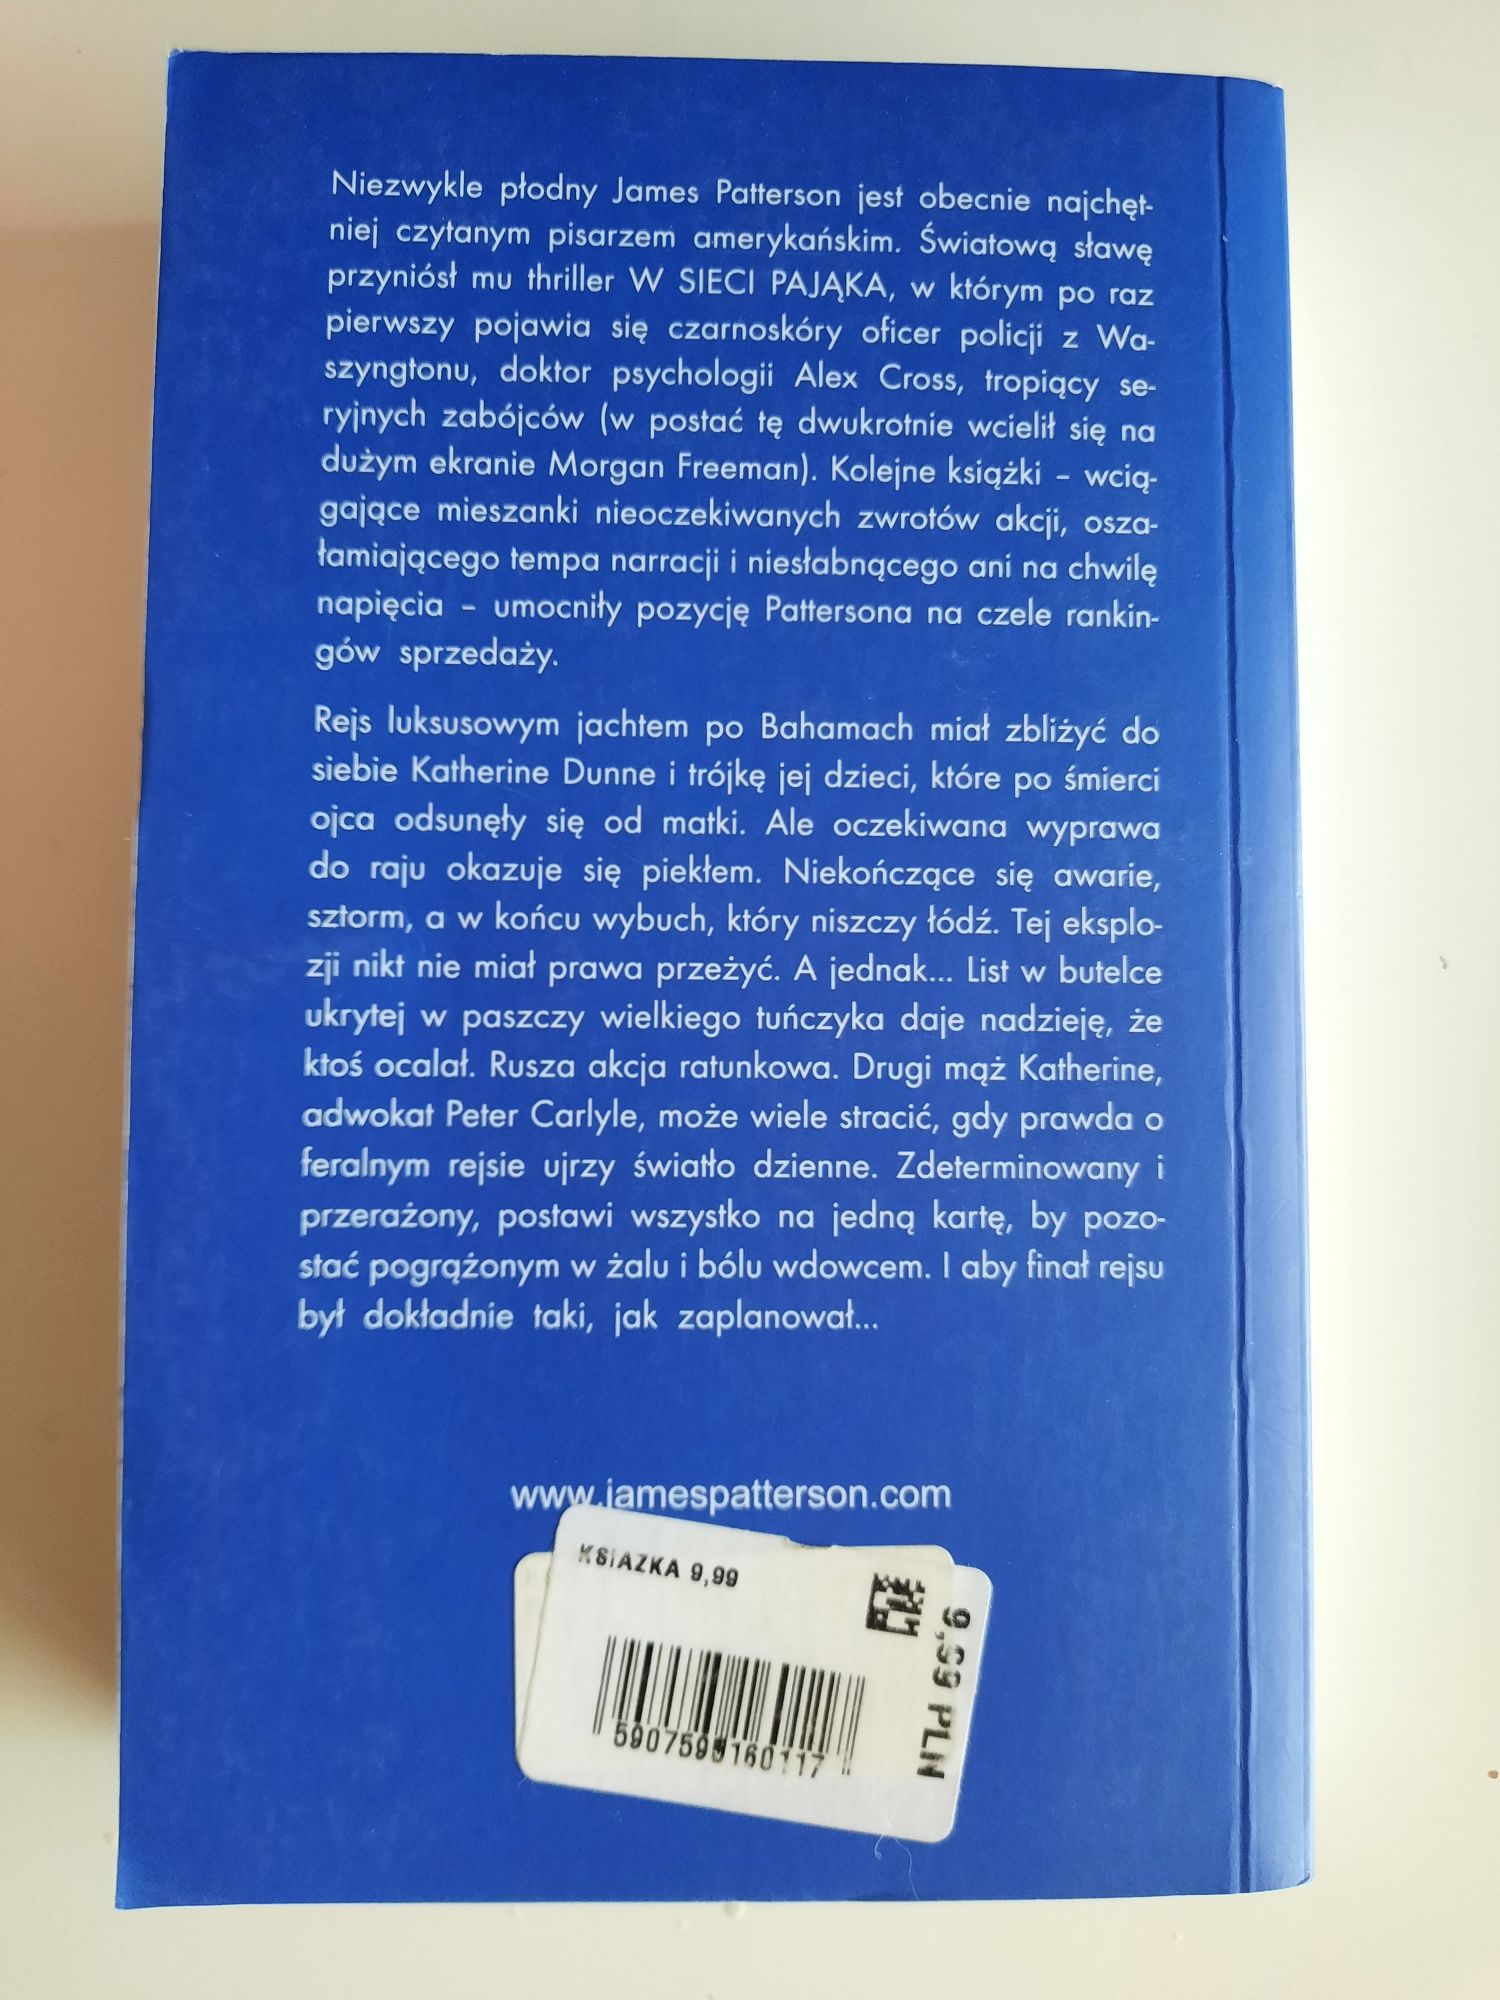 Niezwykle płodny James Patterson jest obecnie najchęt-
niej czytanym pisarzem amerykańskim. Światową sławę
przyniósł mu thriller W SIECI PAJĄKA, w którym po raz
pierwszy pojawia się czarnoskóry oficer policji z Wa-
szyngtonu, doktor psychologii Alex Cross, tropiący se-
ryjnych zabójców (w postać tę dwukrotnie wcielił się na
dużym ekranie Morgan Freeman). Kolejne książki – wcią-
gające mieszanki nieoczekiwanych zwrotów akcji, osza-
łamiającego tempa narracji i niesłabnącego ani na chwilę
napięcia – umocniły pozycję Pattersona na czele rankin-
gów sprzedaży.
Rejs luksusowym jachtem po Bahamach miał zbliżyć do
siebie Katherine Dunne i trójkę jej dzieci, które po śmierci
ojca odsunęły się od matki. Ale oczekiwana wyprawa
do raju okazuje się piekłem. Niekończące się awarie,
sztorm, a w końcu wybuch, który niszczy łódź. Tej eksplo-
zji nikt nie miał prawa przeżyć. A jednak... List w butelce
ukrytej w paszczy wielkiego tuńczyka daje nadzieję, że
ktoś ocalał. Rusza akcja ratunkowa. Drugi mąż Katherine,
adwokat Peter Carlyle, może wiele stracić, gdy prawda o
feralnym rejsie ujrzy światło dzienne. Zdeterminowany i
przerażony, postawi wszystko na jedną kartę, by pozo-
stać pogrążonym w żalu i bólu wdowcem. I aby finał rejsu
był dokładnie taki, jak zaplanował...
www.jamespatterson.com
KSIAZKA 9,99
9,99 PLN